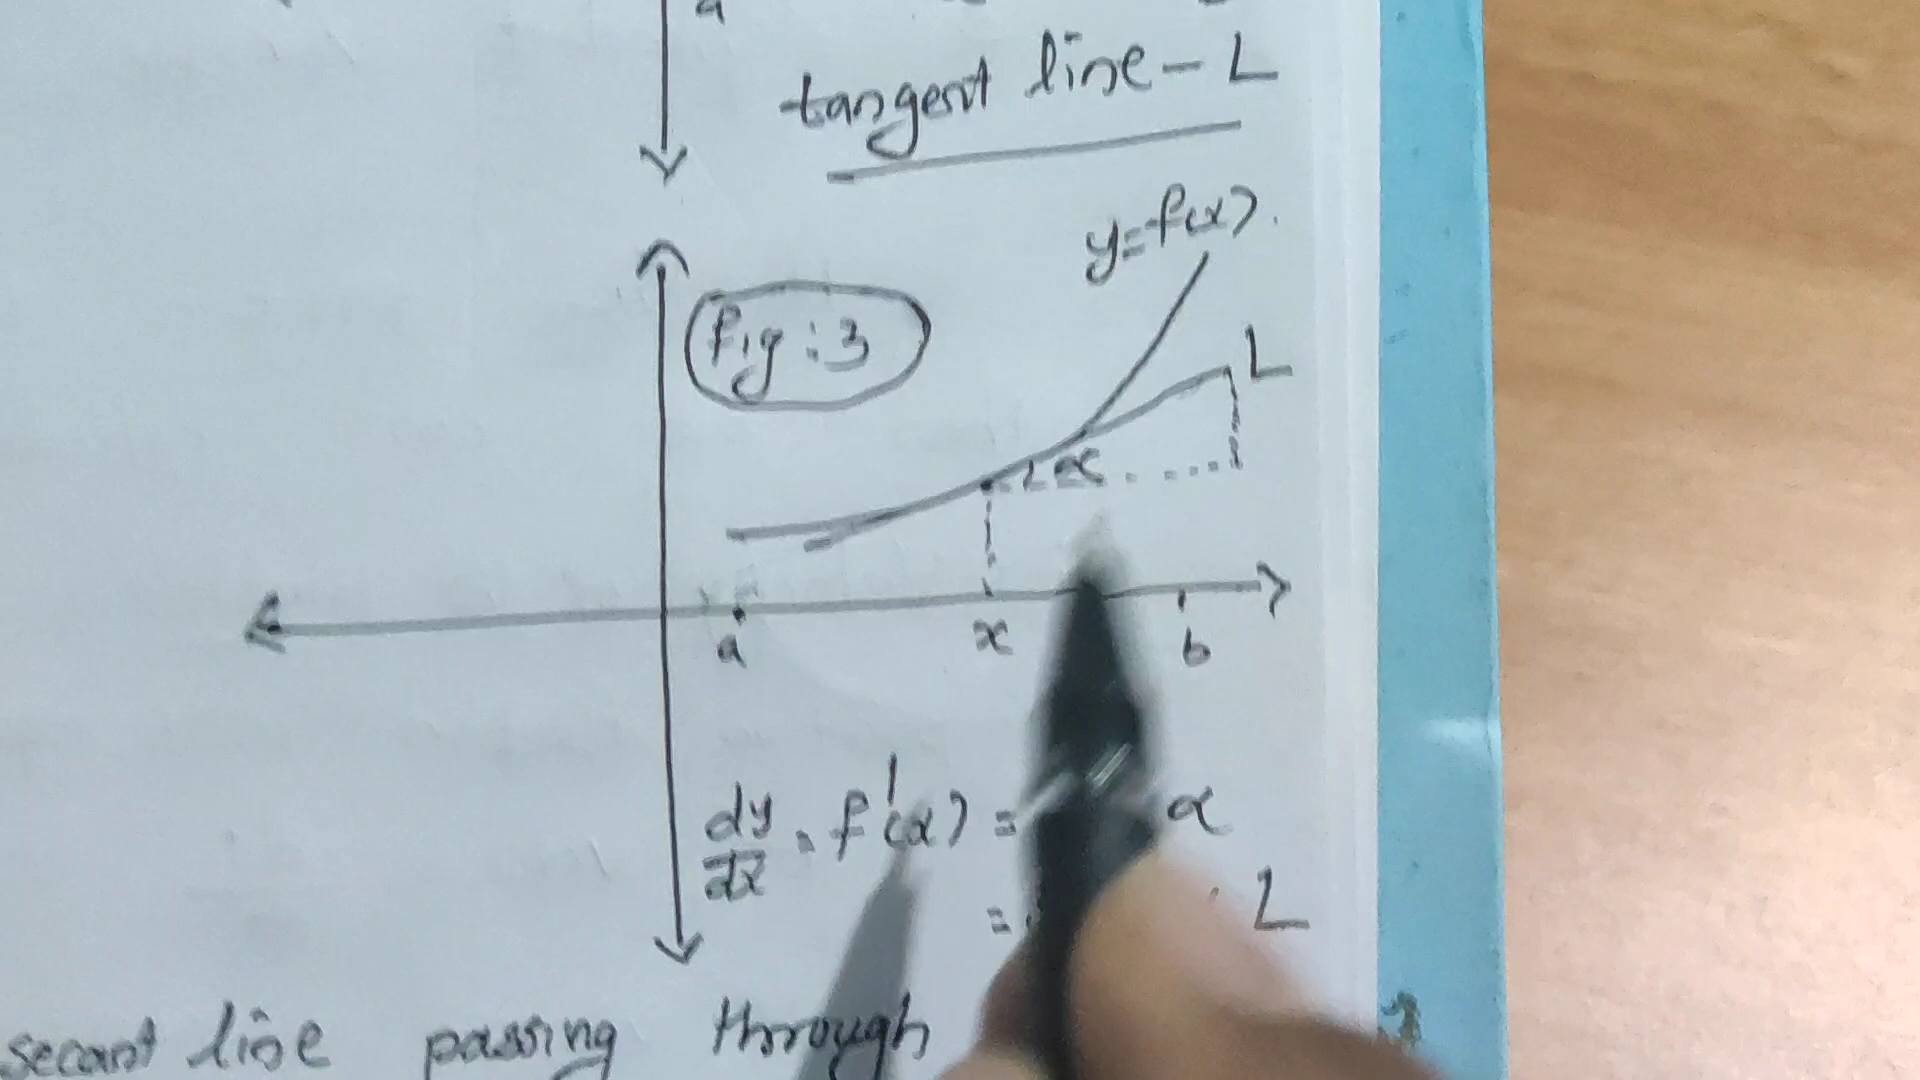 a
tangent line - L
y=f(x).
Fig : 3
L
∠α
a x b
dy/dx = f'(x) = α
= L
secant line passing through